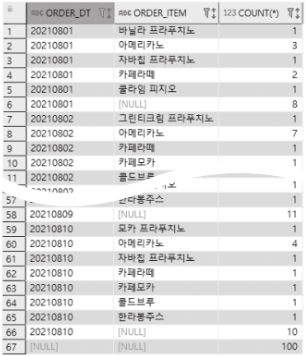 ABC ORDER_DT ABC ORDER_ITEM 123 COUNT(*)
1 20210801 바닐라 프라푸치노 1
2 20210801 아메리카노 3
3 20210801 자바칩 프라푸치노 1
4 20210801 카페라떼 2
5 20210801 쿨라임 피지오 1
6 20210801 [NULL] 8
7 20210802 그린티크림 프라푸치노 1
8 20210802 아메리카노 7
9 20210802 카페라떼 1
10 20210802 카페모카 1
11 20210802 콜드브루 1
57 한라봉주스 1
58 20210809 [NULL] 11
59 20210810 모카 프라푸치노 1
60 20210810 아메리카노 4
61 20210810 자바칩 프라푸치노 1
62 20210810 카페라떼 1
63 20210810 카페모카 1
64 20210810 콜드브루 1
65 20210810 한라봉주스 1
66 20210810 [NULL] 10
67 [NULL] [NULL] 100